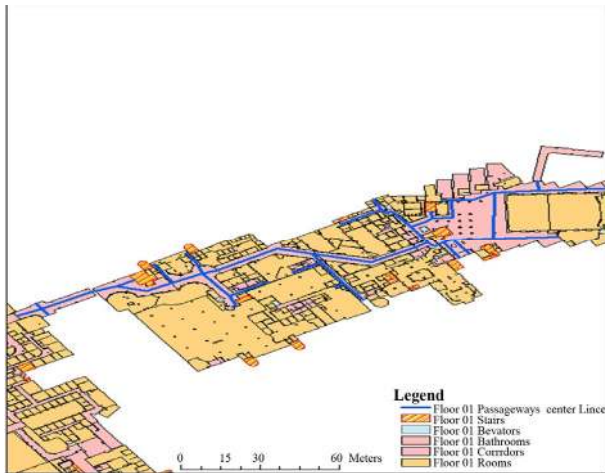 Legend
Floor 01 Passageways center Lince
Floor 01 Stairs
Floor 01 Bevators
Floor 01 Bathrooms
Floor 01 Corrrdors
Floor 01 Rooms
0 15 30 60 Meters